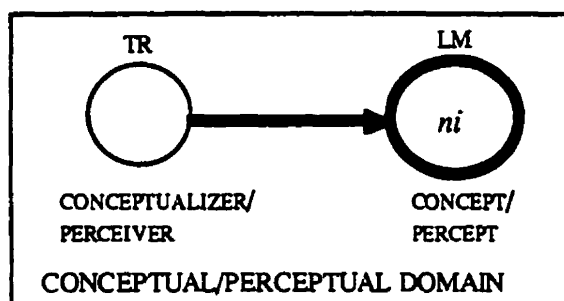 TR LM
ni
CONCEPTUALIZER/ CONCEPT/
PERCEIVER PERCEPT
CONCEPTUAL/PERCEPTUAL DOMAIN